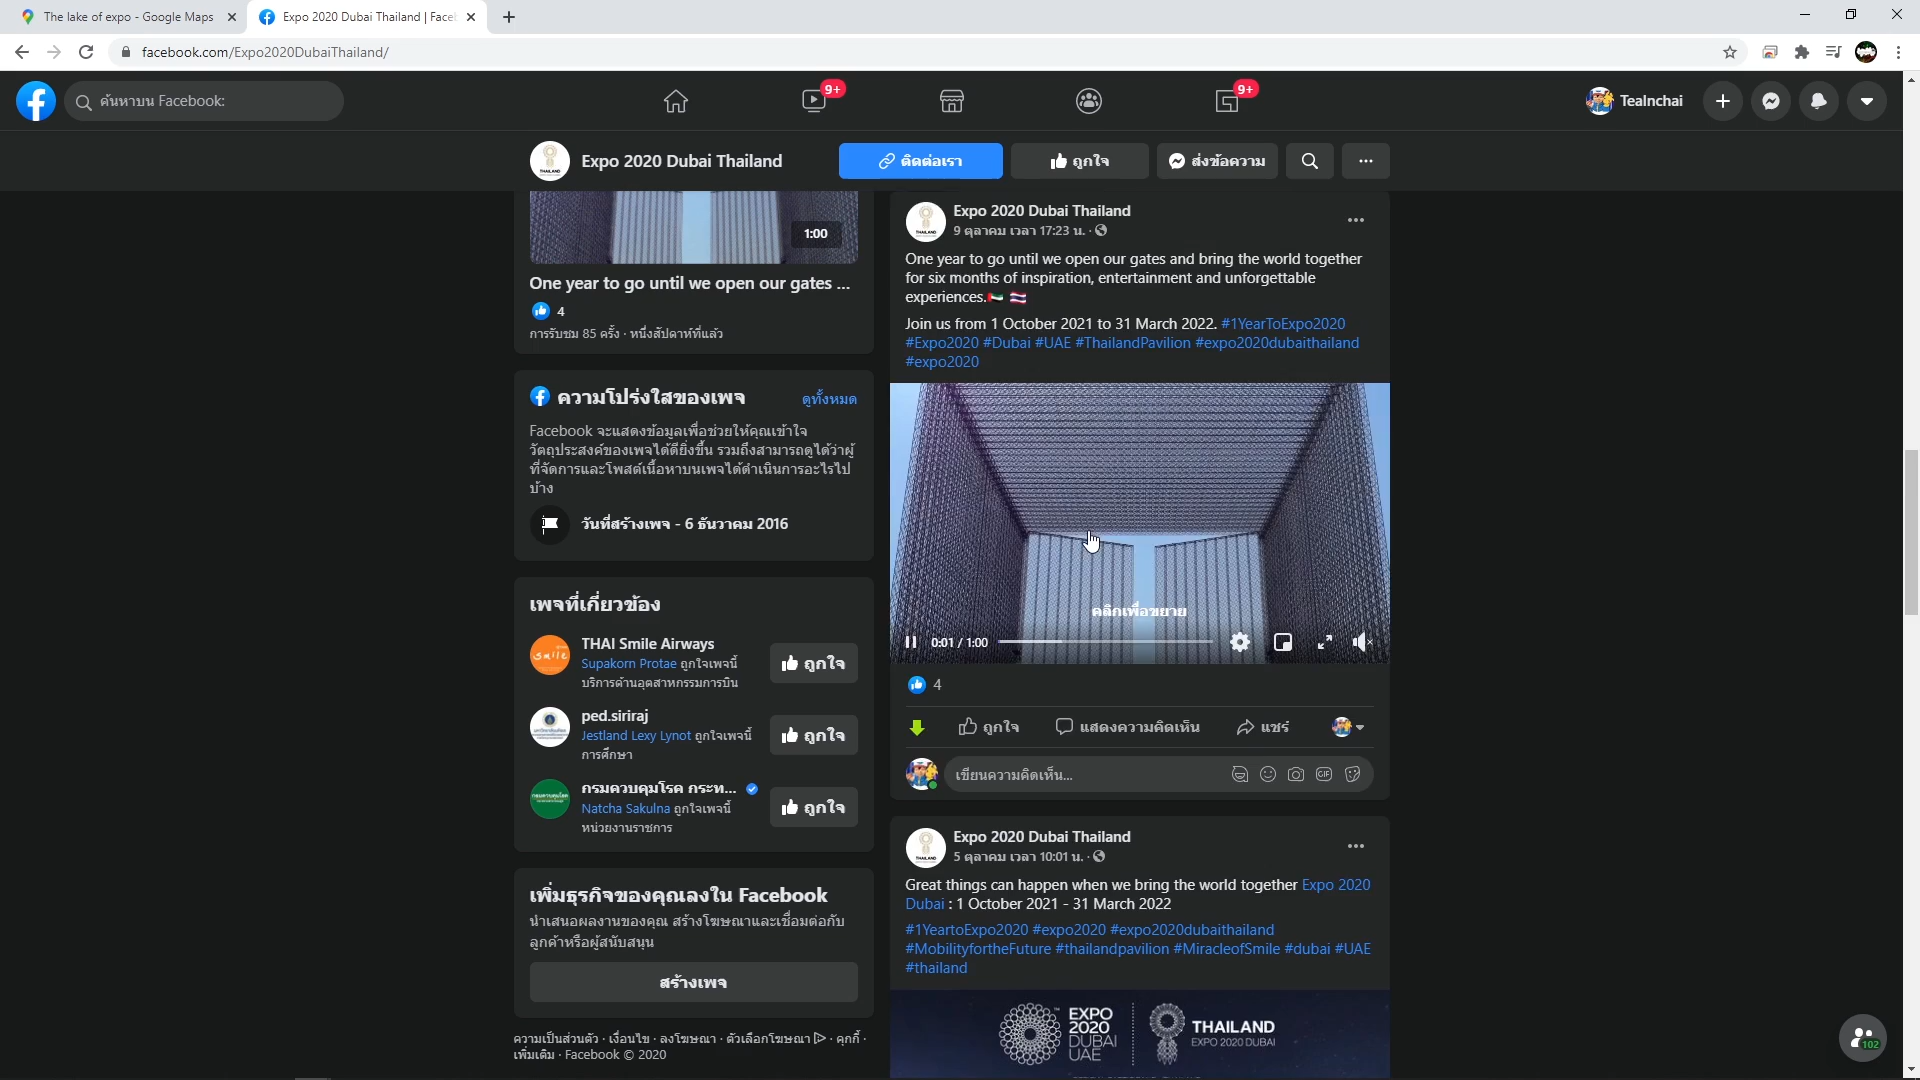 The lake of expo - Google Maps
Expo 2020 Dubai Thailand | Faceb
facebook.com/Expo2020DubaiThailand/
ค้นหาบน Facebook:
9+
9+
TeaInchai
Expo 2020 Dubai Thailand
ติดต่อเรา
ถูกใจ
ส่งข้อความ
1:00
One year to go until we open our gates ...
4
การรับชม 85 ครั้ง · หนึ่งสัปดาห์ที่แล้ว
ความโปร่งใสของเพจ
ดูทั้งหมด
Facebook จะแสดงข้อมูลเพื่อช่วยให้คุณเข้าใจ
วัตถุประสงค์ของเพจได้ดียิ่งขึ้น รวมถึงสามารถดูได้ว่าผู้
ที่จัดการและโพสต์เนื้อหาบนเพจได้ดำเนินการอะไรไป
บ้าง
วันที่สร้างเพจ - 6 ธันวาคม 2016
เพจที่เกี่ยวข้อง
THAI Smile Airways
Supakorn Protae ถูกใจเพจนี้
บริการด้านอุตสาหกรรมการบิน
ถูกใจ
ped.siriraj
Jestland Lexy Lynot ถูกใจเพจนี้
การศึกษา
ถูกใจ
กรมควบคุมโรค กระท...
Natcha Sakulna ถูกใจเพจนี้
หน่วยงานราชการ
ถูกใจ
เพิ่มธุรกิจของคุณลงใน Facebook
นำเสนอผลงานของคุณ สร้างโฆษณาและเชื่อมต่อกับ
ลูกค้าหรือผู้สนับสนุน
สร้างเพจ
ความเป็นส่วนตัว · เงื่อนไข · ลงโฆษณา · ตัวเลือกโฆษณา · คุกกี้ ·
เพิ่มเติม · Facebook © 2020
Expo 2020 Dubai Thailand
9 ตุลาคม เวลา 17:23 น. ·
One year to go until we open our gates and bring the world together
for six months of inspiration, entertainment and unforgettable
experiences.
Join us from 1 October 2021 to 31 March 2022. #1YearToExpo2020
#Expo2020 #Dubai #UAE #ThailandPavilion #expo2020dubaithailand
#expo2020
คลิกเพื่อขยาย
0:01 / 1:00
4
ถูกใจ
แสดงความคิดเห็น
แชร์
เขียนความคิดเห็น...
GIF
Expo 2020 Dubai Thailand
5 ตุลาคม เวลา 10:01 น. ·
Great things can happen when we bring the world together Expo 2020
Dubai : 1 October 2021 - 31 March 2022
#1YeartoExpo2020 #expo2020 #expo2020dubaithailand
#MobilityfortheFuture #thailandpavilion #MiracleofSmile #dubai #UAE
#thailand
EXPO
2020
DUBAI
UAE
THAILAND
EXPO 2020 DUBAI
102